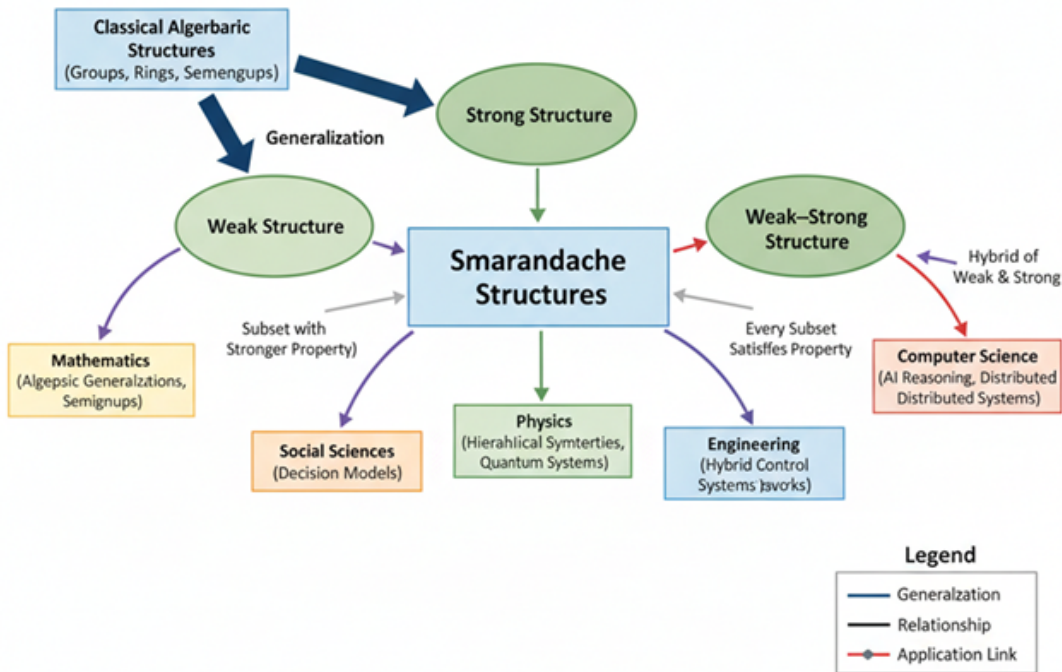 Classical Algerbaric
Structures
(Groups, Rings, Semengups)
Strong Structure
Generalization
Weak Structure
Weak–Strong
Structure
Smarandache
Structures
Hybrid of
Weak & Strong
Subset with
Stronger Property)
Every Subset
Satisfes Property
Mathematics
(Algepsic Generalzations,
Semignups)
Computer Science
(AI Reasoning, Distributed
Distributed Systems)
Social Sciences
(Decision Models)
Physics
(Hierahlical Symterties,
Quantum Systems)
Engineering
(Hybrid Control
Systems
Legend
Generalzation
Relationship
Application Link